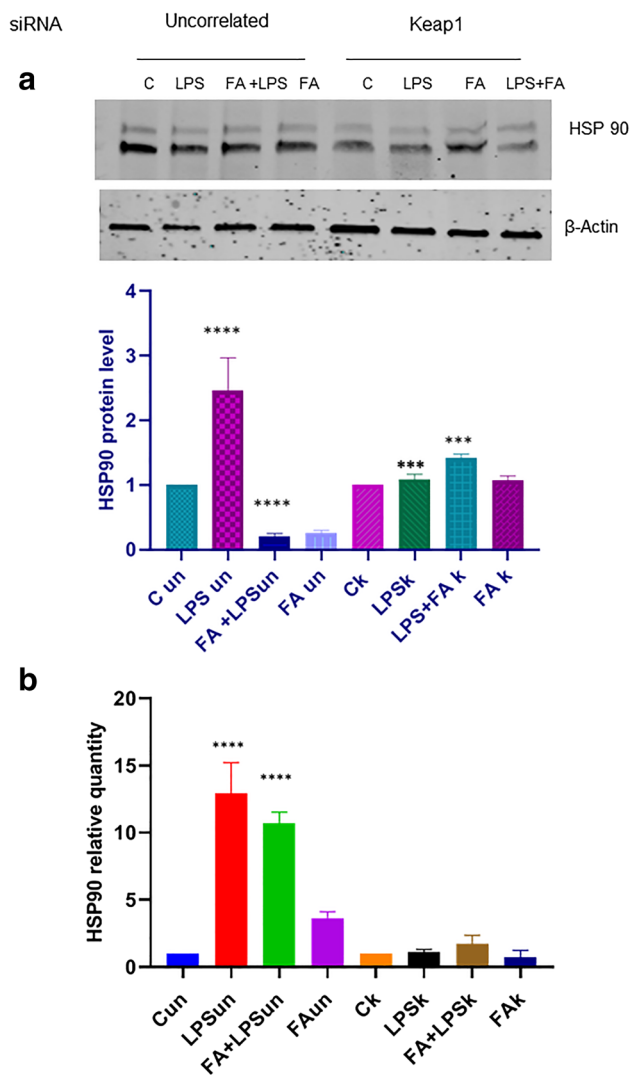 siRNA Uncorrelated Keap1
a
C LPS FA +LPS FA C LPS FA LPS+FA
HSP 90
β-Actin
HSP90 protein level
4
3
2
1
0
****
****
***
***
C un LPS un FA +LPSun FA un Ck LPSk LPS+FA k FA k
b
HSP90 relative quantity
20
15
10
5
0
****
****
Cun LPSun FA+LPSun FAun Ck LPSk FA+LPSk FAk